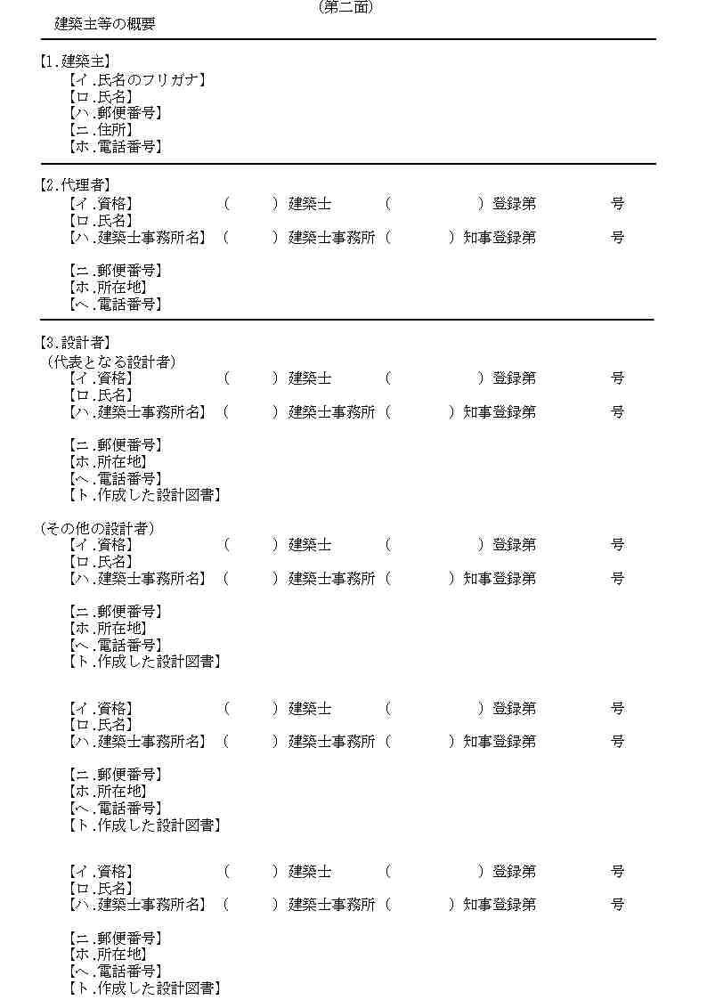 (第二面)
建築主等の概要
【1.建築主】
【イ.氏名のフリガナ】
【ロ.氏名】
【ハ.郵便番号】
【ニ.住所】
【ホ.電話番号】
【2.代理者】
【イ.資格】 ( ) 建築士 ( ) 登録第 号
【ロ.氏名】
【ハ.建築士事務所名】 ( ) 建築士事務所 ( ) 知事登録第 号
【ニ.郵便番号】
【ホ.所在地】
【ヘ.電話番号】
【3.設計者】
(代表となる設計者)
【イ.資格】 ( ) 建築士 ( ) 登録第 号
【ロ.氏名】
【ハ.建築士事務所名】 ( ) 建築士事務所 ( ) 知事登録第 号
【ニ.郵便番号】
【ホ.所在地】
【ヘ.電話番号】
【ト.作成した設計図書】
(その他の設計者)
【イ.資格】 ( ) 建築士 ( ) 登録第 号
【ロ.氏名】
【ハ.建築士事務所名】 ( ) 建築士事務所 ( ) 知事登録第 号
【ニ.郵便番号】
【ホ.所在地】
【ヘ.電話番号】
【ト.作成した設計図書】
【イ.資格】 ( ) 建築士 ( ) 登録第 号
【ロ.氏名】
【ハ.建築士事務所名】 ( ) 建築士事務所 ( ) 知事登録第 号
【ニ.郵便番号】
【ホ.所在地】
【ヘ.電話番号】
【ト.作成した設計図書】
【イ.資格】 ( ) 建築士 ( ) 登録第 号
【ロ.氏名】
【ハ.建築士事務所名】 ( ) 建築士事務所 ( ) 知事登録第 号
【ニ.郵便番号】
【ホ.所在地】
【ヘ.電話番号】
【ト.作成した設計図書】